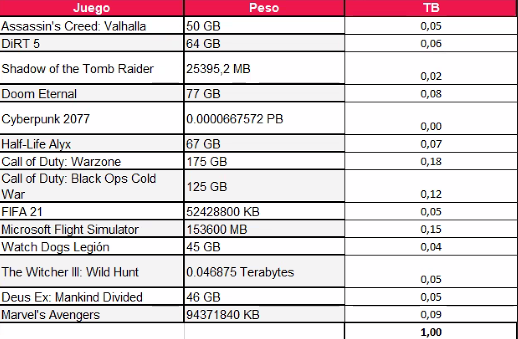 Juego Peso TB
Assassin's Creed: Valhalla 50 GB 0,05
DiRT 5 64 GB 0,06
Shadow of the Tomb Raider 25395,2 MB 0,02
Doom Eternal 77 GB 0,08
Cyberpunk 2077 0.0000667572 PB 0,00
Half-Life Alyx 67 GB 0,07
Call of Duty: Warzone 175 GB 0,18
Call of Duty: Black Ops Cold
War 125 GB 0,12
FIFA 21 52428800 KB 0,05
Microsoft Flight Simulator 153600 MB 0,15
Watch Dogs Legión 45 GB 0,04
The Witcher III: Wild Hunt 0.046875 Terabytes 0,05
Deus Ex: Mankind Divided 46 GB 0,05
Marvel's Avengers 94371840 KB 0,09
1,00